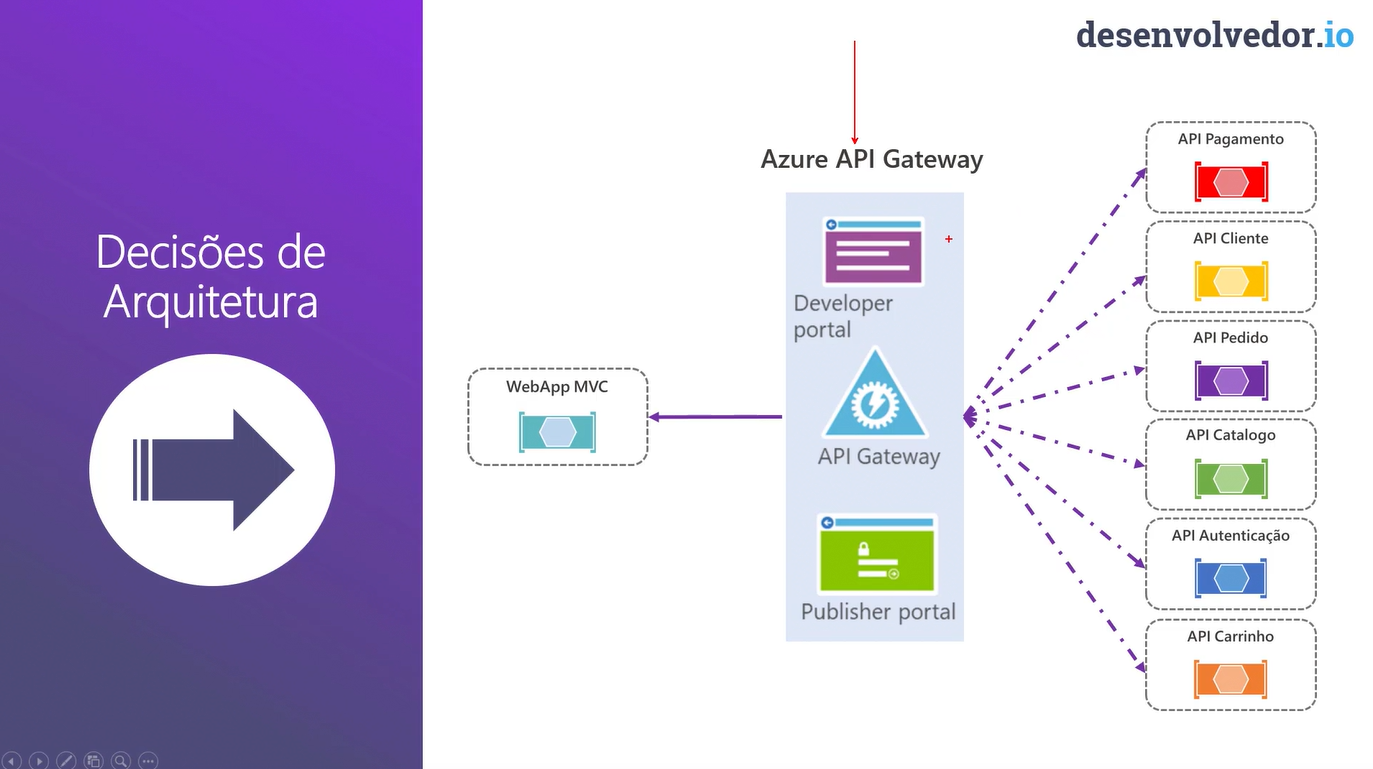 desenvolvedor.io
Decisões de
Arquitetura
Azure API Gateway
Developer
portal
API Gateway
Publisher portal
WebApp MVC
API Pagamento
API Cliente
API Pedido
API Catalogo
API Autenticação
API Carrinho